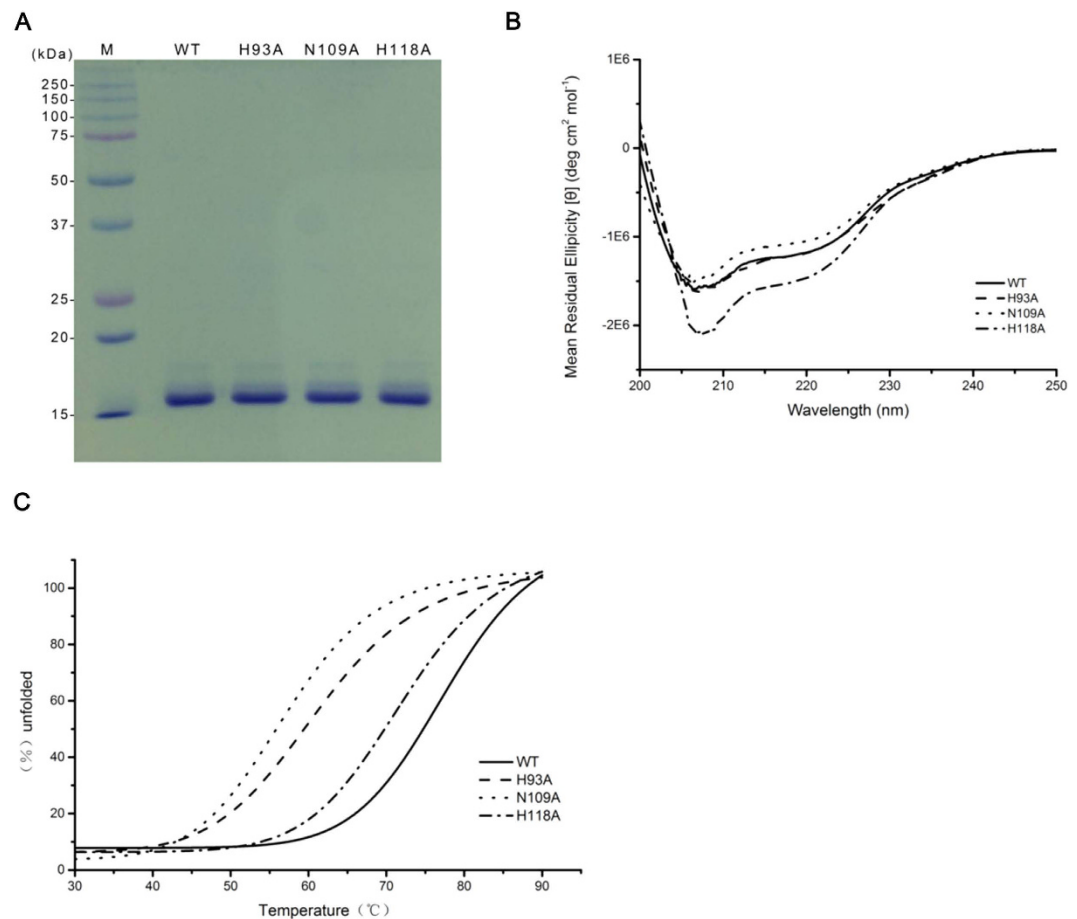 A
(kDa) M WT H93A N109A H118A
250-
150-
100-
75-
50-
37-
25-
20-
15-
B
Mean Residual Ellipicity [θ] (deg cm² mol⁻¹)
1E6
0
-1E6
-2E6
WT
H93A
N109A
H118A
200 210 220 230 240 250
Wavelength (nm)
C
(%) unfolded
100
80
60
40
20
0
WT
H93A
N109A
H118A
30 40 50 60 70 80 90
Temperature (℃)